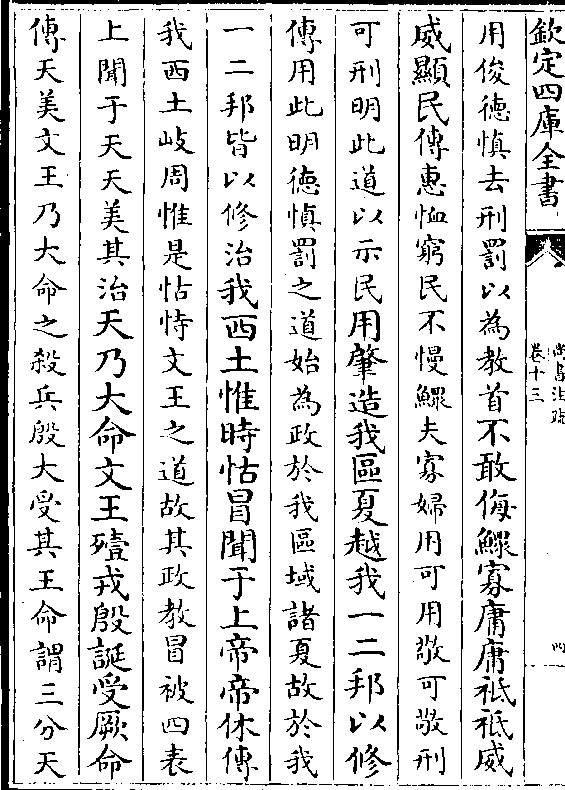 欽定四庫全書
尚書注疏
卷十三
四
用俊德慎去刑罰以為教首不敢侮鰥寡庸庸祗祗威
威顯民傳惠恤窮民不慢鰥夫寡婦用可用敬可敬刑
可刑明此道以示民用肇造我區夏越我一二邦以修
傳用此明德慎罰之道始為政於我區域諸夏故於我
一二邦皆以修治我西土惟時怙冒聞于上帝帝休傳
我西土岐周惟是怙恃文王之道故其政教冒被四表
上聞于天天美其治天乃大命文王殪戎殷誕受厥命
傳天美文王乃大命之殺兵殷大受其王命謂三分天